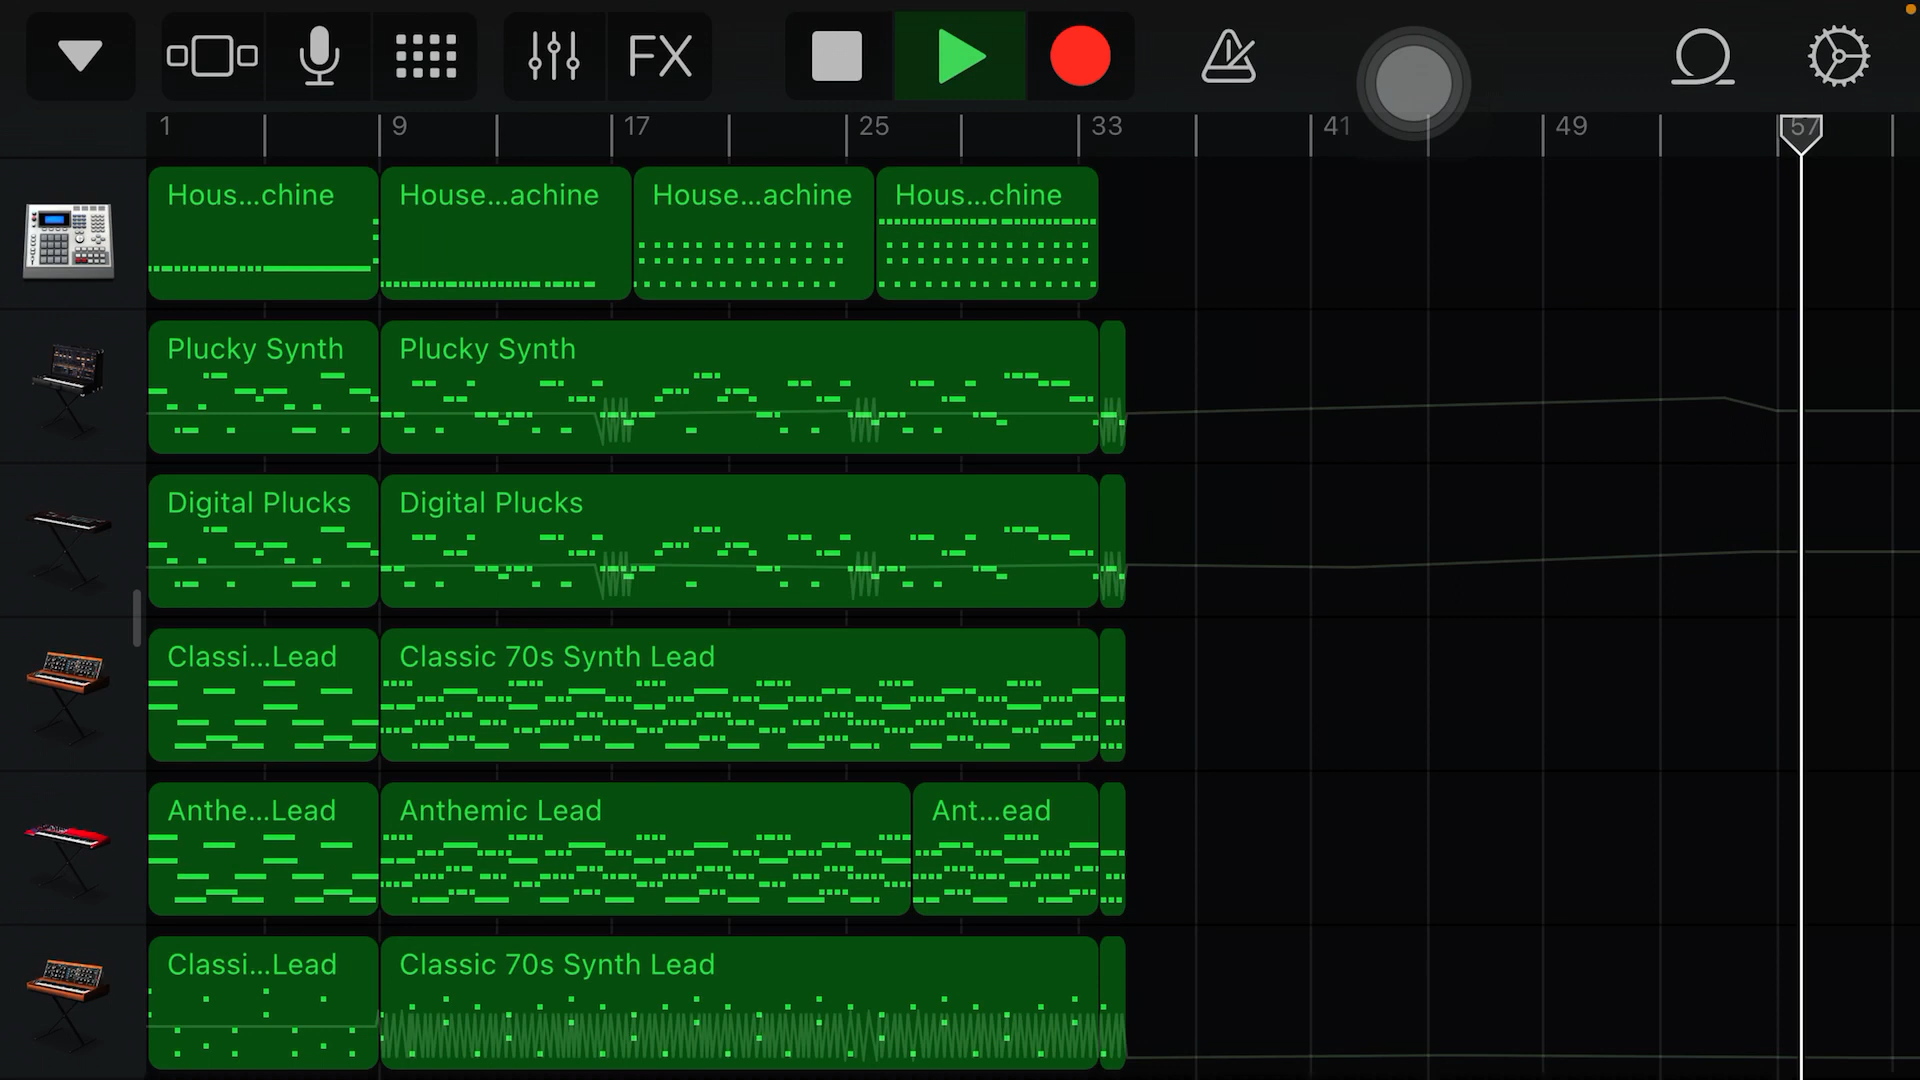 FX
1 9 17 25 33 41 49 57
Hous...chine House...achine House...achine Hous...chine
Plucky Synth Plucky Synth
Digital Plucks Digital Plucks
Classi...Lead Classic 70s Synth Lead
Anthe...Lead Anthemic Lead Ant...ead
Classi...Lead Classic 70s Synth Lead